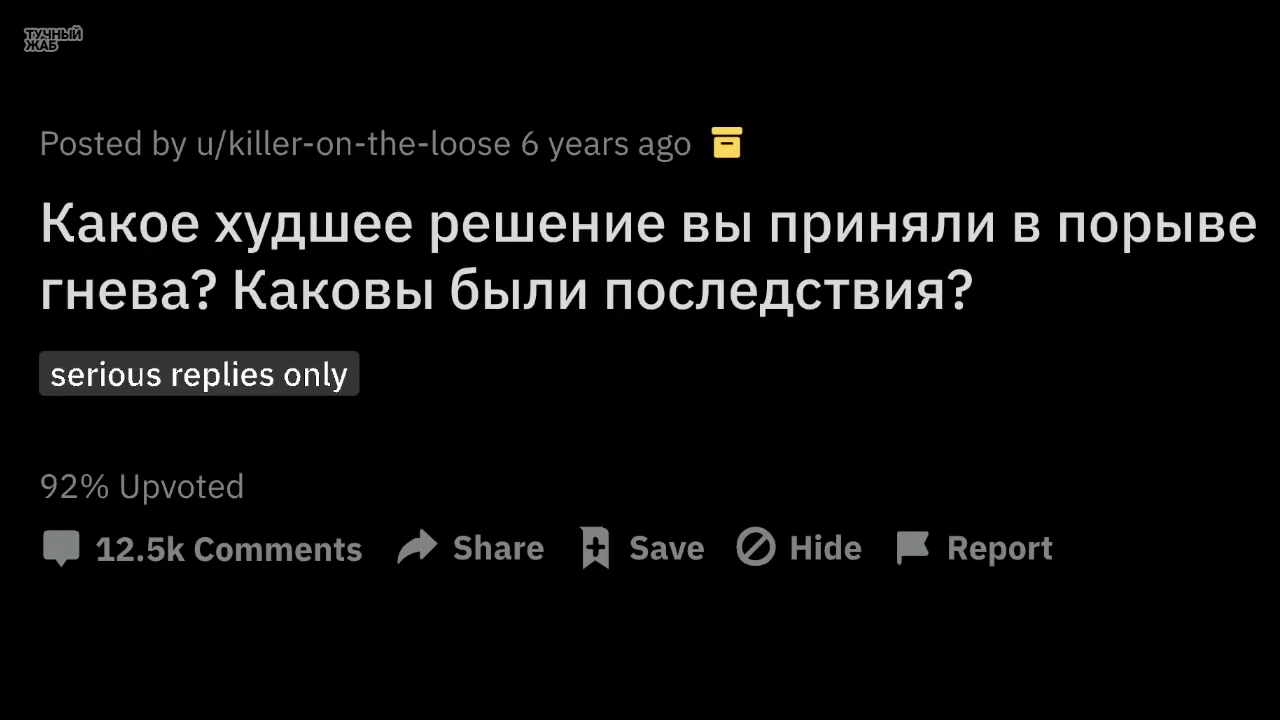 ТУЧНЫЙ
ЖАБ
Posted by u/killer-on-the-loose 6 years ago
Какое худшее решение вы приняли в порыве
гнева? Каковы были последствия?
serious replies only
92% Upvoted
12.5k Comments Share Save Hide Report